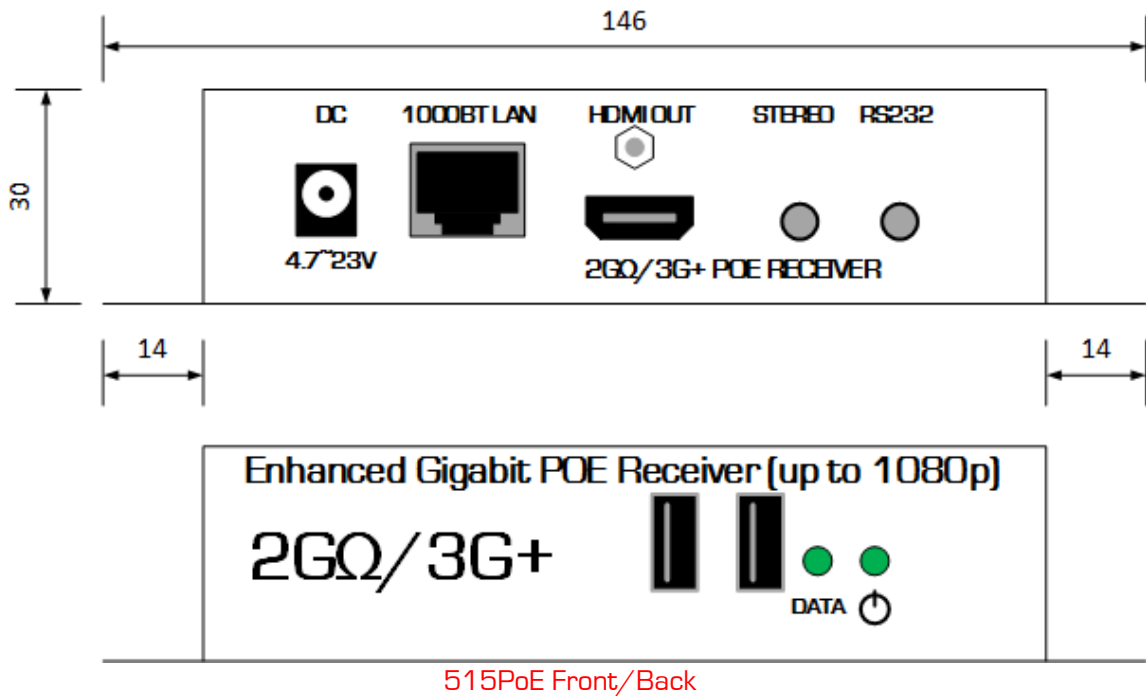 146
DC 1000BT LAN HDMI OUT STEREO RS232
30
4.7~23V
2GΩ/3G+ POE RECEIVER
14 14
Enhanced Gigabit POE Receiver (up to 1080p)
2GΩ/3G+
DATA
515PoE Front/Back